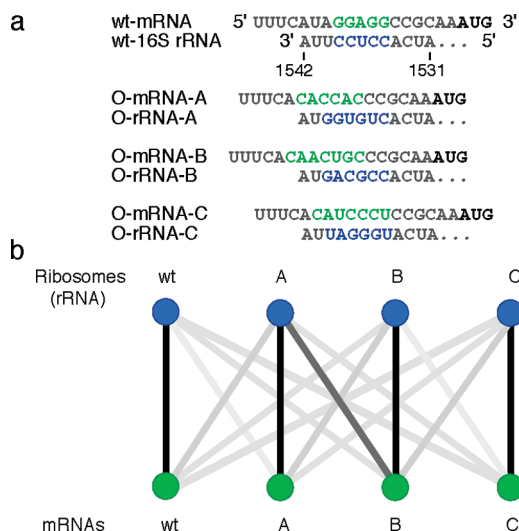 a
wt-mRNA 5' UUUCAUAGGAGGCCGCAAAUG 3'
wt-16S rRNA 3' AUUCCUCCACUA... 5'
1542 1531
O-mRNA-A UUUCACACCACCCGCAAAUG
O-rRNA-A AUGGUGUCACUA...
O-mRNA-B UUUCACAACUGCCCGCAAAUG
O-rRNA-B AUGACGCCACUA...
O-mRNA-C UUUCACAUCCCUCCGCAAAUG
O-rRNA-C AUUAGGGUACUA...
b
Ribosomes wt A B C
(rRNA)
mRNAs wt A B C